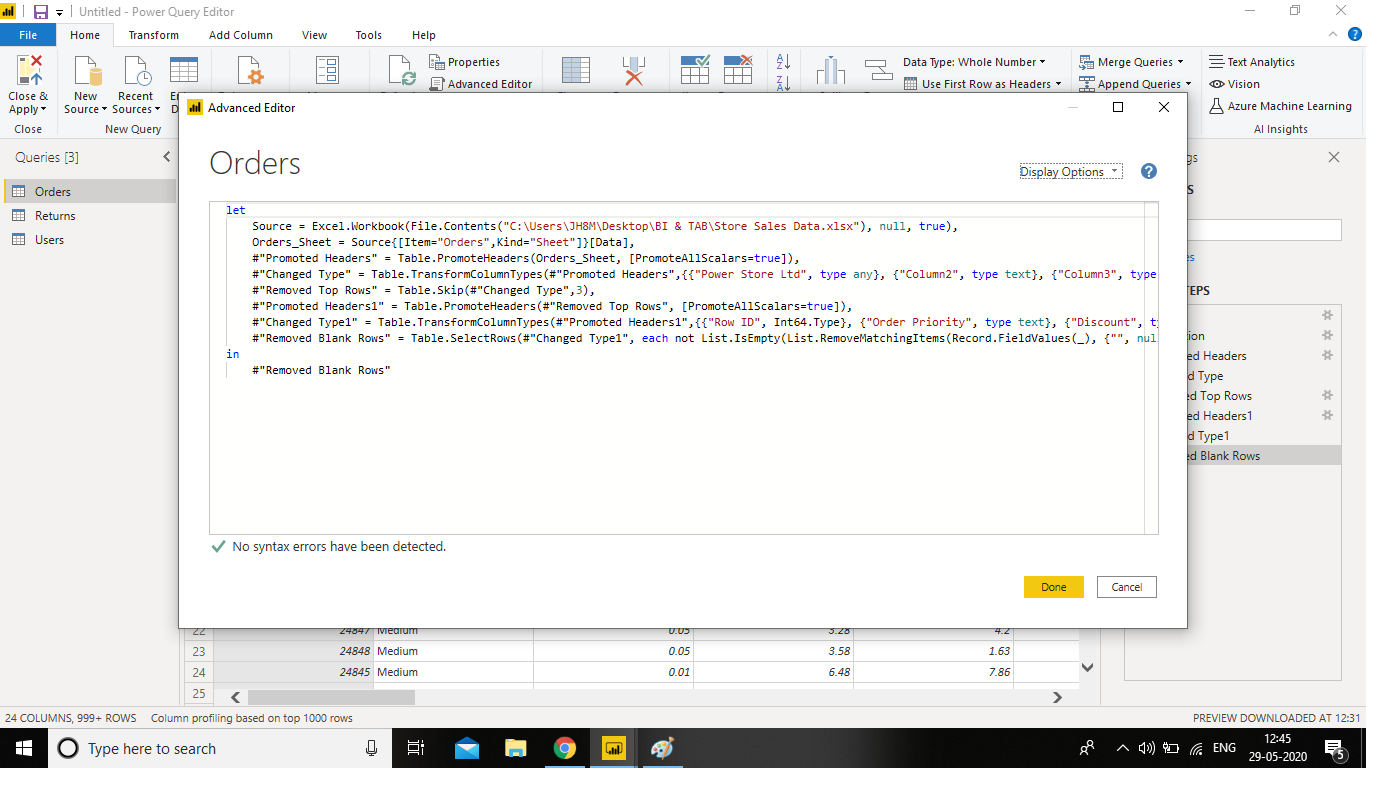 Untitled - Power Query Editor
File Home Transform Add Column View Tools Help
Close & Apply
New Source
Recent Sources
Properties
Advanced Editor
Data Type: Whole Number
Use First Row as Headers
Merge Queries
Append Queries
Text Analytics
Vision
Azure Machine Learning
Close
New Query
AI Insights
Queries [3]
Orders
Returns
Users
Advanced Editor
Orders
Display Options
let
Source = Excel.Workbook(File.Contents("C:\Users\JH8M\Desktop\BI & TAB\Store Sales Data.xlsx"), null, true),
Orders_Sheet = Source{[Item="Orders",Kind="Sheet"]}[Data],
#"Promoted Headers" = Table.PromoteHeaders(Orders_Sheet, [PromoteAllScalars=true]),
#"Changed Type" = Table.TransformColumnTypes(#"Promoted Headers",{{"Power Store Ltd", type any}, {"Column2", type text}, {"Column3", type
#"Removed Top Rows" = Table.Skip(#"Changed Type",3),
#"Promoted Headers1" = Table.PromoteHeaders(#"Removed Top Rows", [PromoteAllScalars=true]),
#"Changed Type1" = Table.TransformColumnTypes(#"Promoted Headers1",{{"Row ID", Int64.Type}, {"Order Priority", type text}, {"Discount", t
#"Removed Blank Rows" = Table.SelectRows(#"Changed Type1", each not List.IsEmpty(List.RemoveMatchingItems(Record.FieldValues(_), {"", nul
in
#"Removed Blank Rows"
No syntax errors have been detected.
Done
Cancel
gs
S
es
TEPS
ion
ed Headers
d Type
ed Top Rows
ed Headers1
d Type1
ed Blank Rows
22 24847 Medium 0.05 3.28 4.2
23 24848 Medium 0.05 3.58 1.63
24 24845 Medium 0.01 6.48 7.86
25
24 COLUMNS, 999+ ROWS Column profiling based on top 1000 rows
PREVIEW DOWNLOADED AT 12:31
Type here to search
ENG
12:45
29-05-2020
5